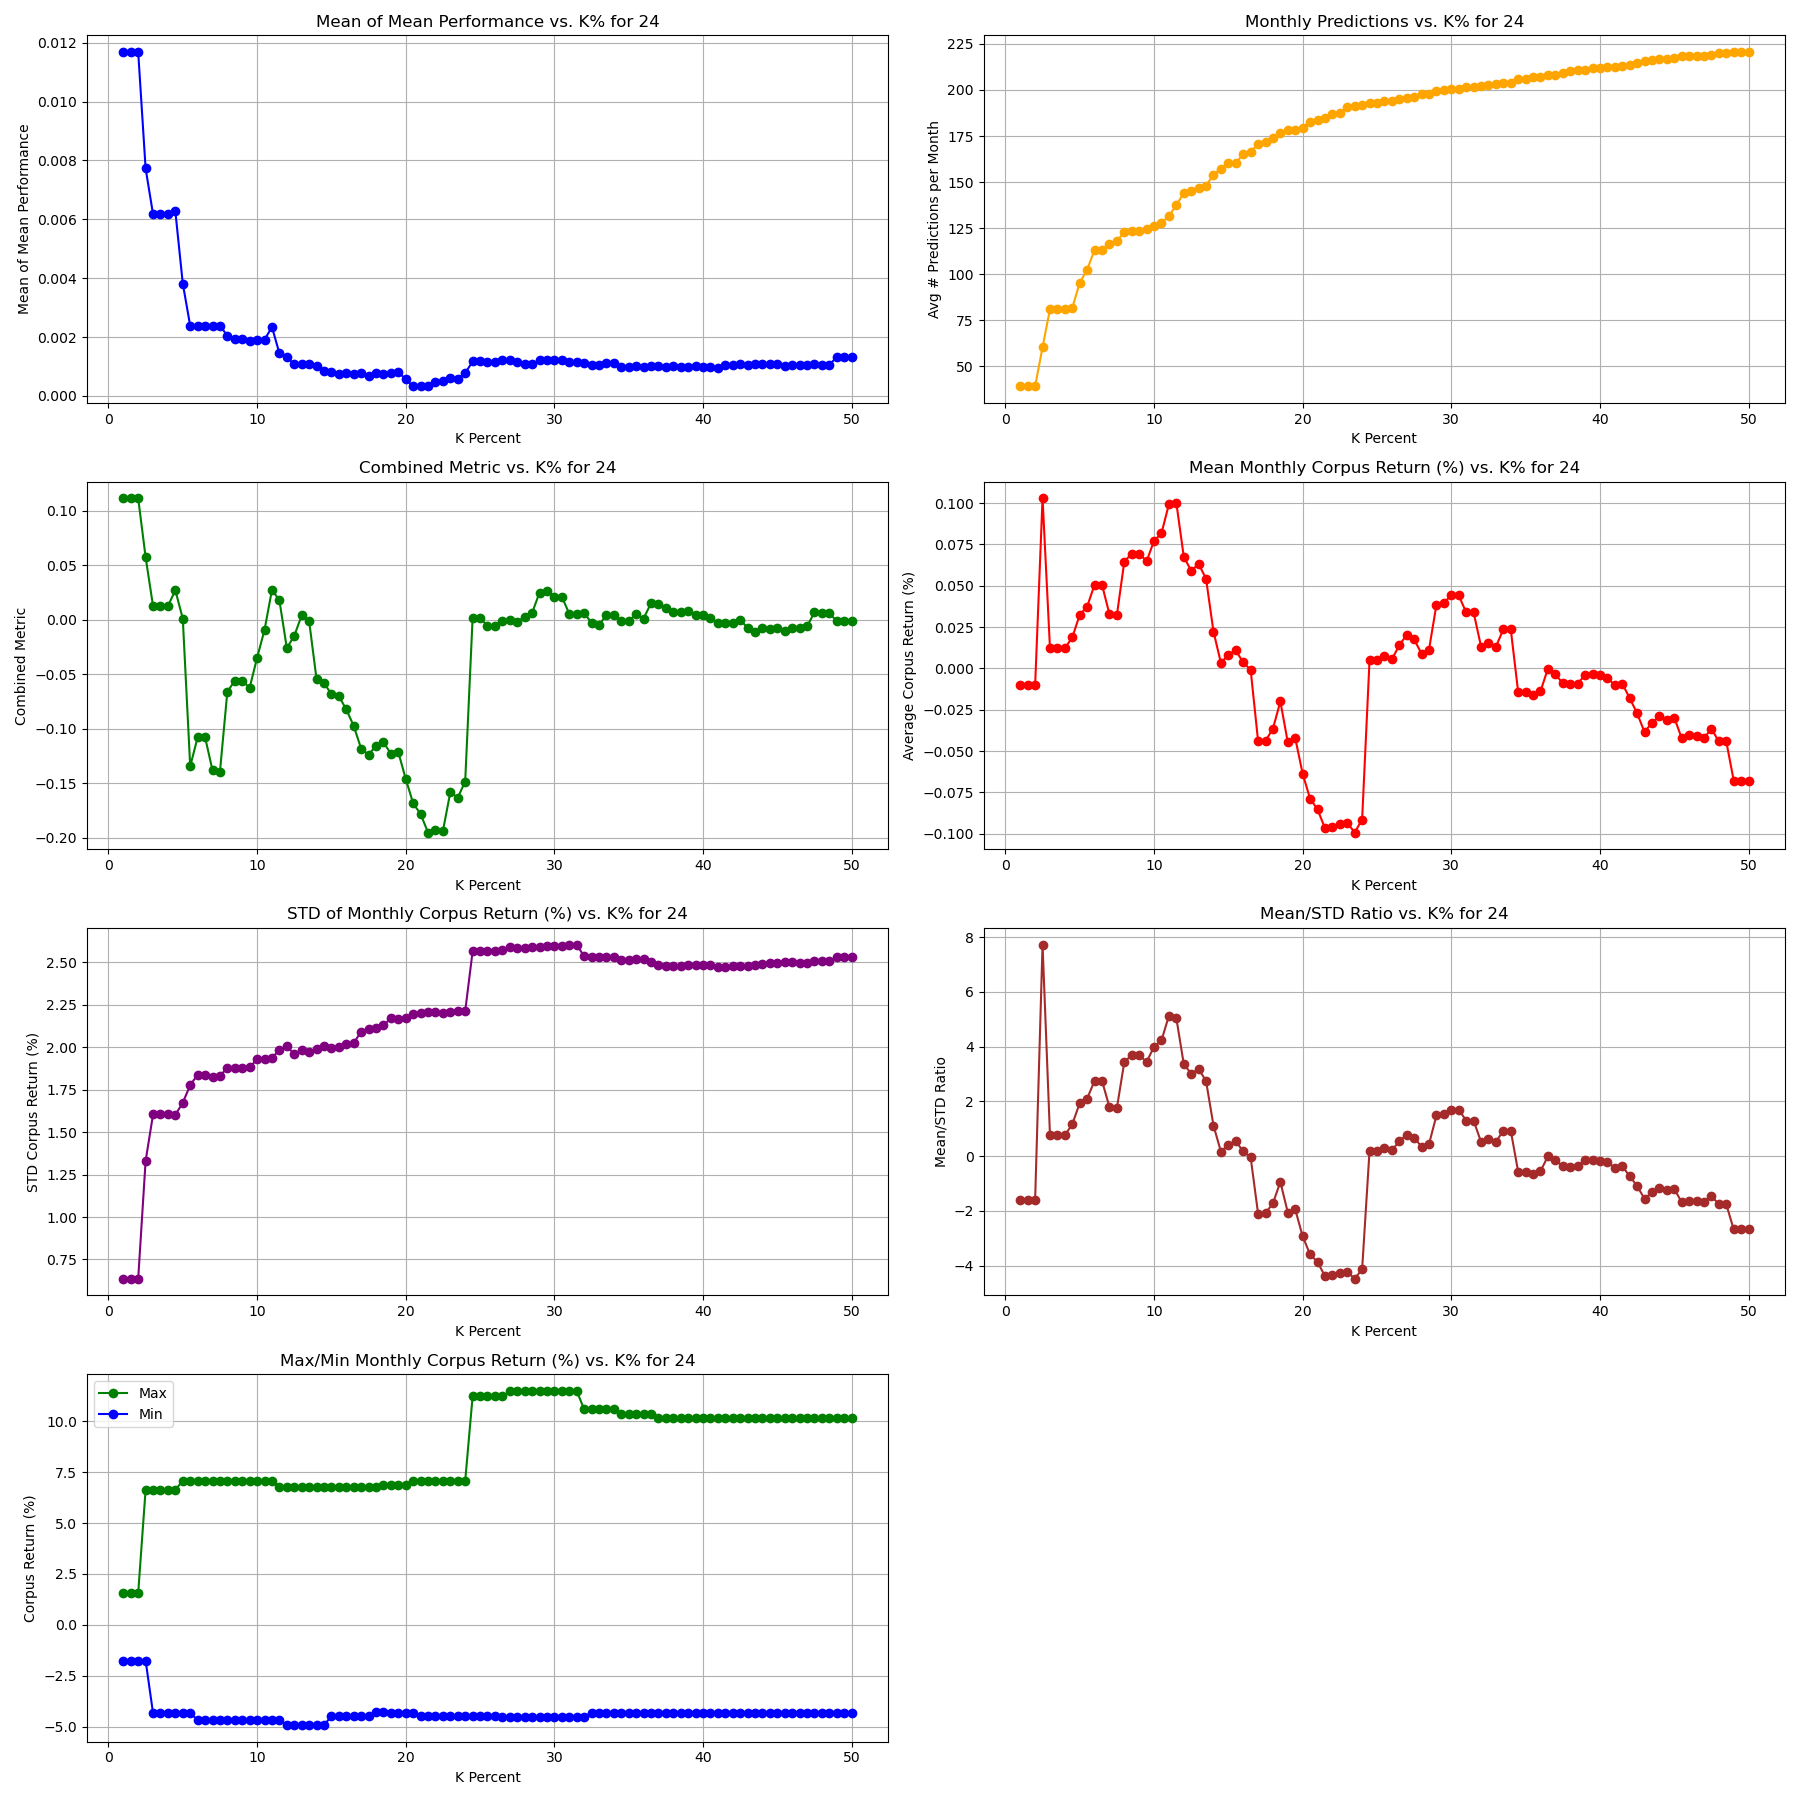 Mean of Mean Performance vs. K% for 24
Mean of Mean Performance
0.012
0.010
0.008
0.006
0.004
0.002
0.000
0 10 20 30 40 50
K Percent
Monthly Predictions vs. K% for 24
Avg # Predictions per Month
225
200
175
150
125
100
75
50
0 10 20 30 40 50
K Percent
Combined Metric vs. K% for 24
Combined Metric
0.10
0.05
0.00
−0.05
−0.10
−0.15
−0.20
0 10 20 30 40 50
K Percent
Mean Monthly Corpus Return (%) vs. K% for 24
Average Corpus Return (%)
0.100
0.075
0.050
0.025
0.000
−0.025
−0.050
−0.075
−0.100
0 10 20 30 40 50
K Percent
STD of Monthly Corpus Return (%) vs. K% for 24
STD Corpus Return (%)
2.50
2.25
2.00
1.75
1.50
1.25
1.00
0.75
0 10 20 30 40 50
K Percent
Mean/STD Ratio vs. K% for 24
Mean/STD Ratio
8
6
4
2
0
−2
−4
0 10 20 30 40 50
K Percent
Max/Min Monthly Corpus Return (%) vs. K% for 24
Corpus Return (%)
Max
Min
10.0
7.5
5.0
2.5
0.0
−2.5
−5.0
0 10 20 30 40 50
K Percent